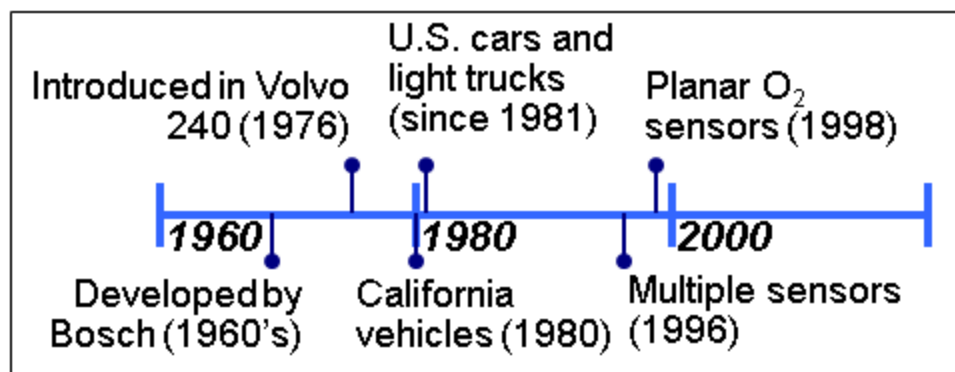 Introduced in Volvo
240 (1976)
U.S. cars and
light trucks
(since 1981)
Planar O₂
sensors (1998)
1960
1980
2000
Developed by
Bosch (1960's)
California
vehicles (1980)
Multiple sensors
(1996)